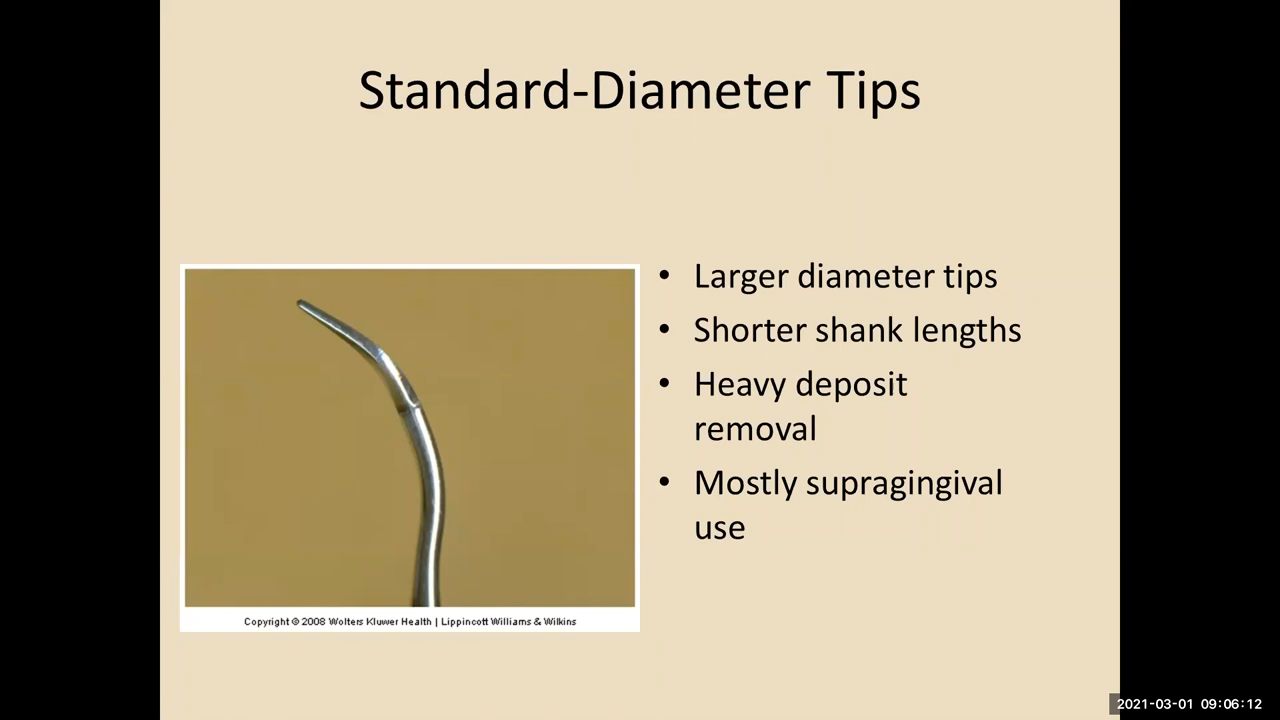 Standard-Diameter Tips
• Larger diameter tips
• Shorter shank lengths
• Heavy deposit
removal
• Mostly supragingival
use
Copyright © 2008 Wolters Kluwer Health | Lippincott Williams & Wilkins
2021-03-01 09:06:12